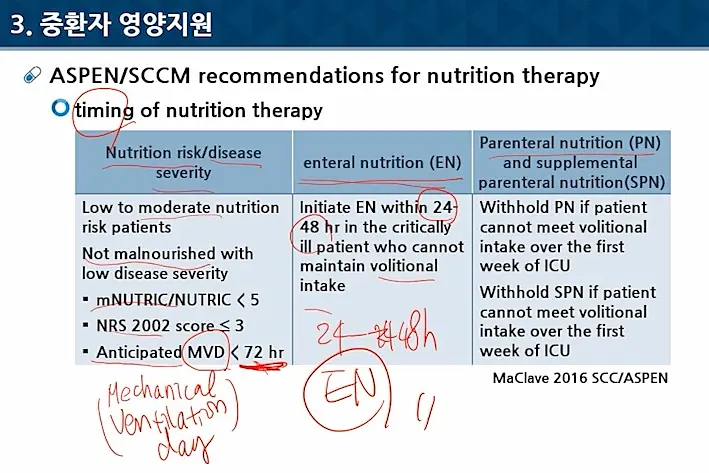 3. 중환자 영양지원
ASPEN/SCCM recommendations for nutrition therapy
timing of nutrition therapy
Nutrition risk/disease
severity
enteral nutrition (EN)
Parenteral nutrition (PN)
and supplemental
parenteral nutrition(SPN)
Low to moderate nutrition
risk patients
Not malnourished with
low disease severity
▪ mNUTRIC/NUTRIC < 5
▪ NRS 2002 score ≤ 3
▪ Anticipated MVD < 72 hr
Initiate EN within 24-
48 hr in the critically
ill patient who cannot
maintain volitional
intake
Withhold PN if patient
cannot meet volitional
intake over the first
week of ICU
Withhold SPN if patient
cannot meet volitional
intake over the first
week of ICU
MaClave 2016 SCC/ASPEN
Mechanical
Ventilation
day
24
48h
EN